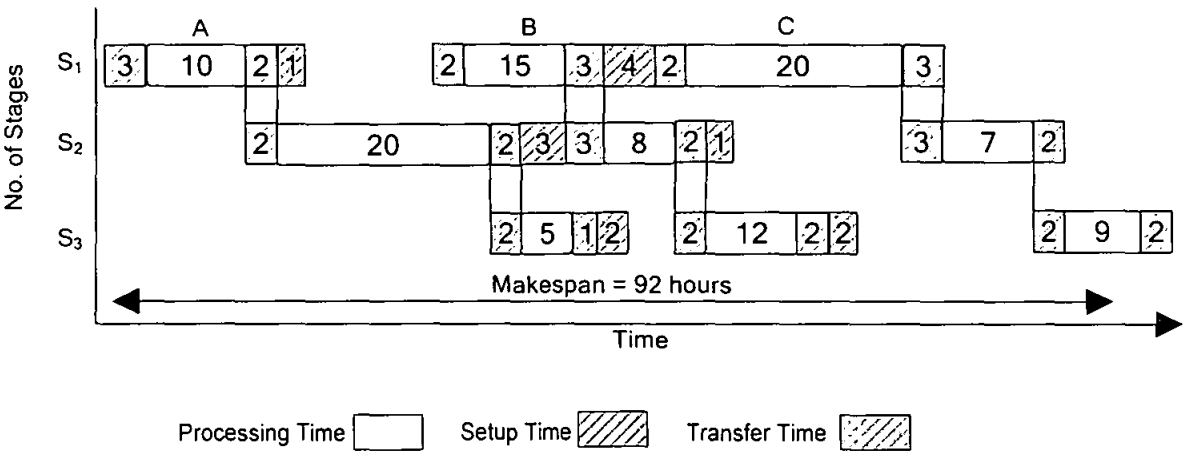 A B C
S1 3 10 2 1 2 15 3 4 2 20 3
S2 2 20 2 3 3 8 2 1 3 7 2
S3 2 5 1 2 2 12 2 2 2 9 2
No. of Stages
Makespan = 92 hours
Time
Processing Time Setup Time Transfer Time